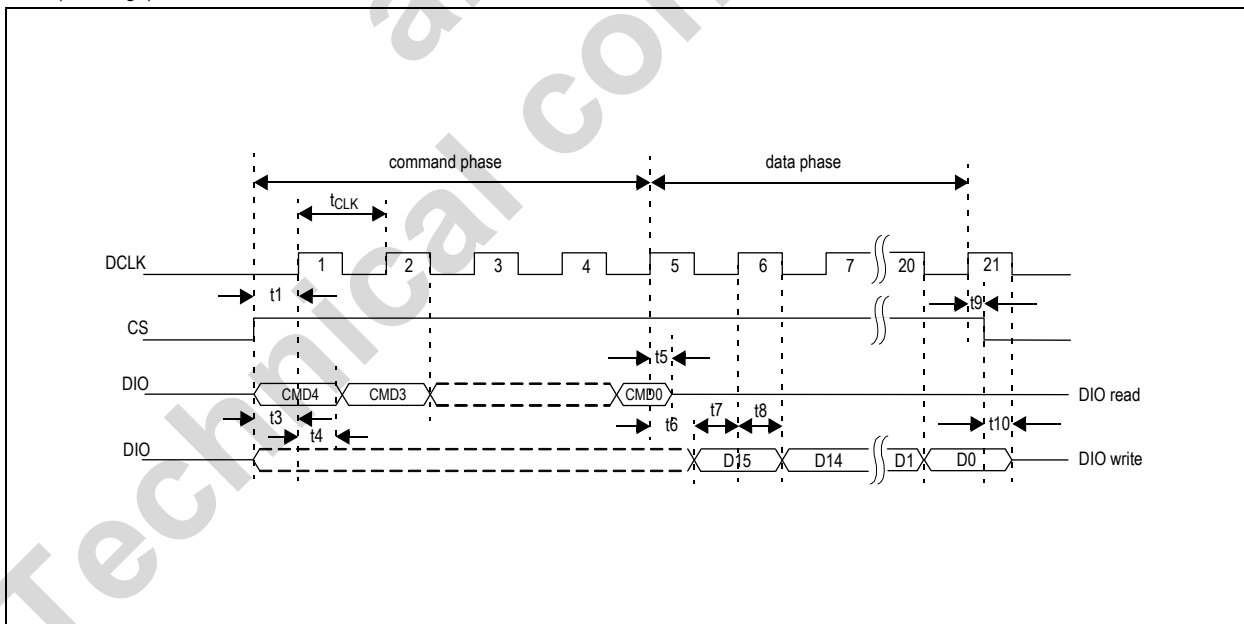 command phase data phase
tCLK
DCLK 1 2 3 4 5 6 7 20 21
t1 t9
CS
t5
DIO CMD4 CMD3 CMD0 DIO read
t3 t6 t7 t8 t10
t4
DIO D15 D14 D1 D0 DIO write
Technical